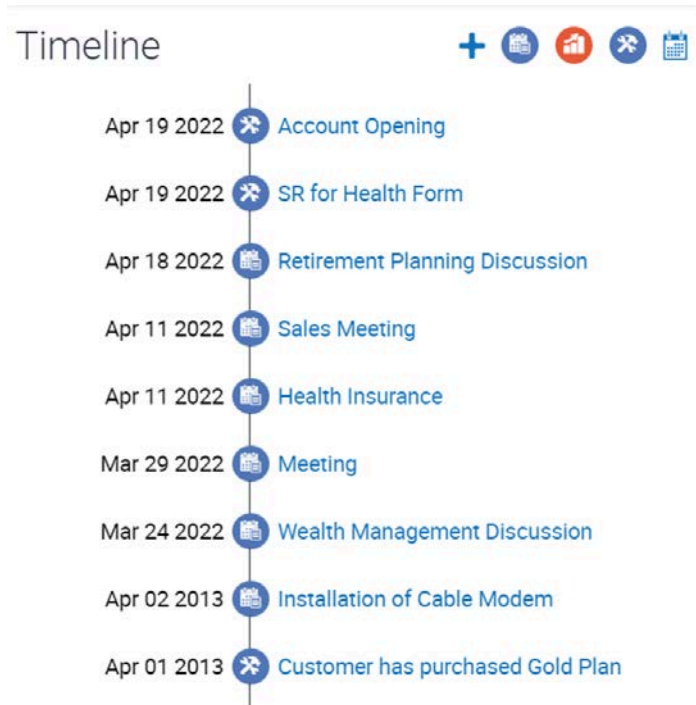 Timeline
Apr 19 2022 Account Opening
Apr 19 2022 SR for Health Form
Apr 18 2022 Retirement Planning Discussion
Apr 11 2022 Sales Meeting
Apr 11 2022 Health Insurance
Mar 29 2022 Meeting
Mar 24 2022 Wealth Management Discussion
Apr 02 2013 Installation of Cable Modem
Apr 01 2013 Customer has purchased Gold Plan